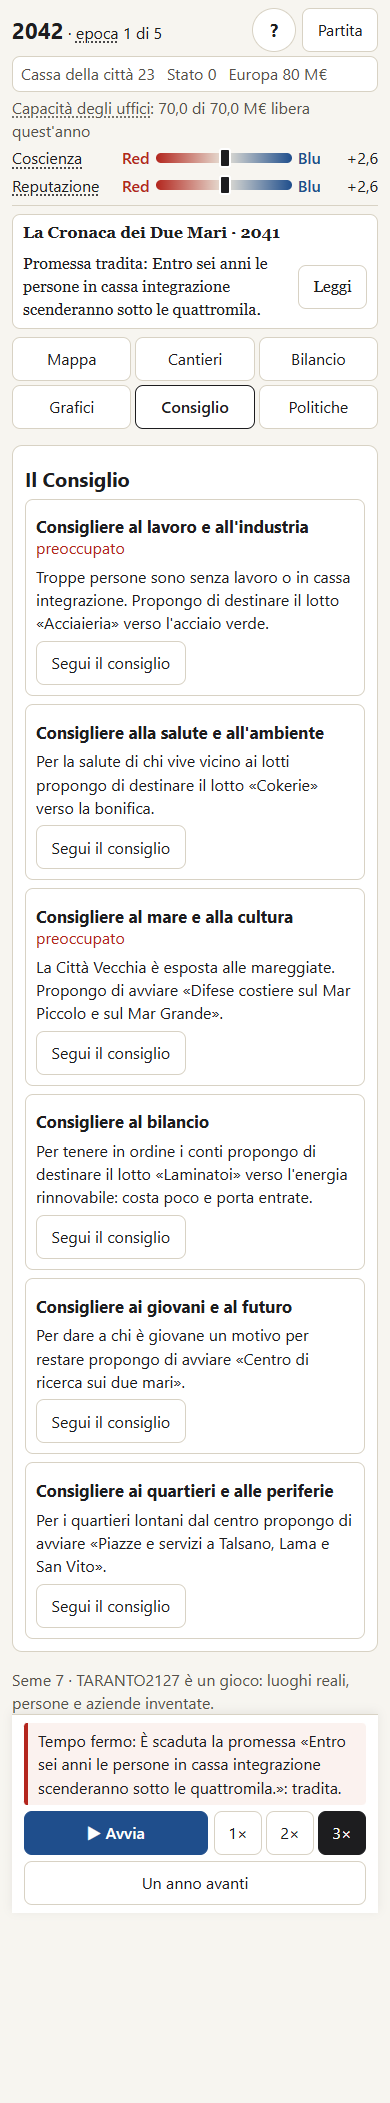 2042 · epoca 1 di 5
?
Partita
Cassa della città 23 Stato 0 Europa 80 M€
Capacità degli uffici: 70,0 di 70,0 M€ libera
quest'anno
Coscienza Red Blu +2,6
Reputazione Red Blu +2,6
La Cronaca dei Due Mari · 2041
Promessa tradita: Entro sei anni le
persone in cassa integrazione
scenderanno sotto le quattromila.
Leggi
Mappa Cantieri Bilancio
Grafici Consiglio Politiche
Il Consiglio
Consigliere al lavoro e all'industria
preoccupato
Troppe persone sono senza lavoro o in cassa
integrazione. Propongo di destinare il lotto
«Acciaieria» verso l'acciaio verde.
Segui il consiglio
Consigliere alla salute e all'ambiente
Per la salute di chi vive vicino ai lotti
propongo di destinare il lotto «Cokerie»
verso la bonifica.
Segui il consiglio
Consigliere al mare e alla cultura
preoccupato
La Città Vecchia è esposta alle mareggiate.
Propongo di avviare «Difese costiere sul Mar
Piccolo e sul Mar Grande».
Segui il consiglio
Consigliere al bilancio
Per tenere in ordine i conti propongo di
destinare il lotto «Laminatoi» verso l'energia
rinnovabile: costa poco e porta entrate.
Segui il consiglio
Consigliere ai giovani e al futuro
Per dare a chi è giovane un motivo per
restare propongo di avviare «Centro di
ricerca sui due mari».
Segui il consiglio
Consigliere ai quartieri e alle periferie
Per i quartieri lontani dal centro propongo di
avviare «Piazze e servizi a Talsano, Lama e
San Vito».
Segui il consiglio
Seme 7 · TARANTO2127 è un gioco: luoghi reali,
persone e aziende inventate.
Tempo fermo: È scaduta la promessa «Entro
sei anni le persone in cassa integrazione
scenderanno sotto le quattromila.»: tradita.
▶ Avvia 1× 2× 3×
Un anno avanti